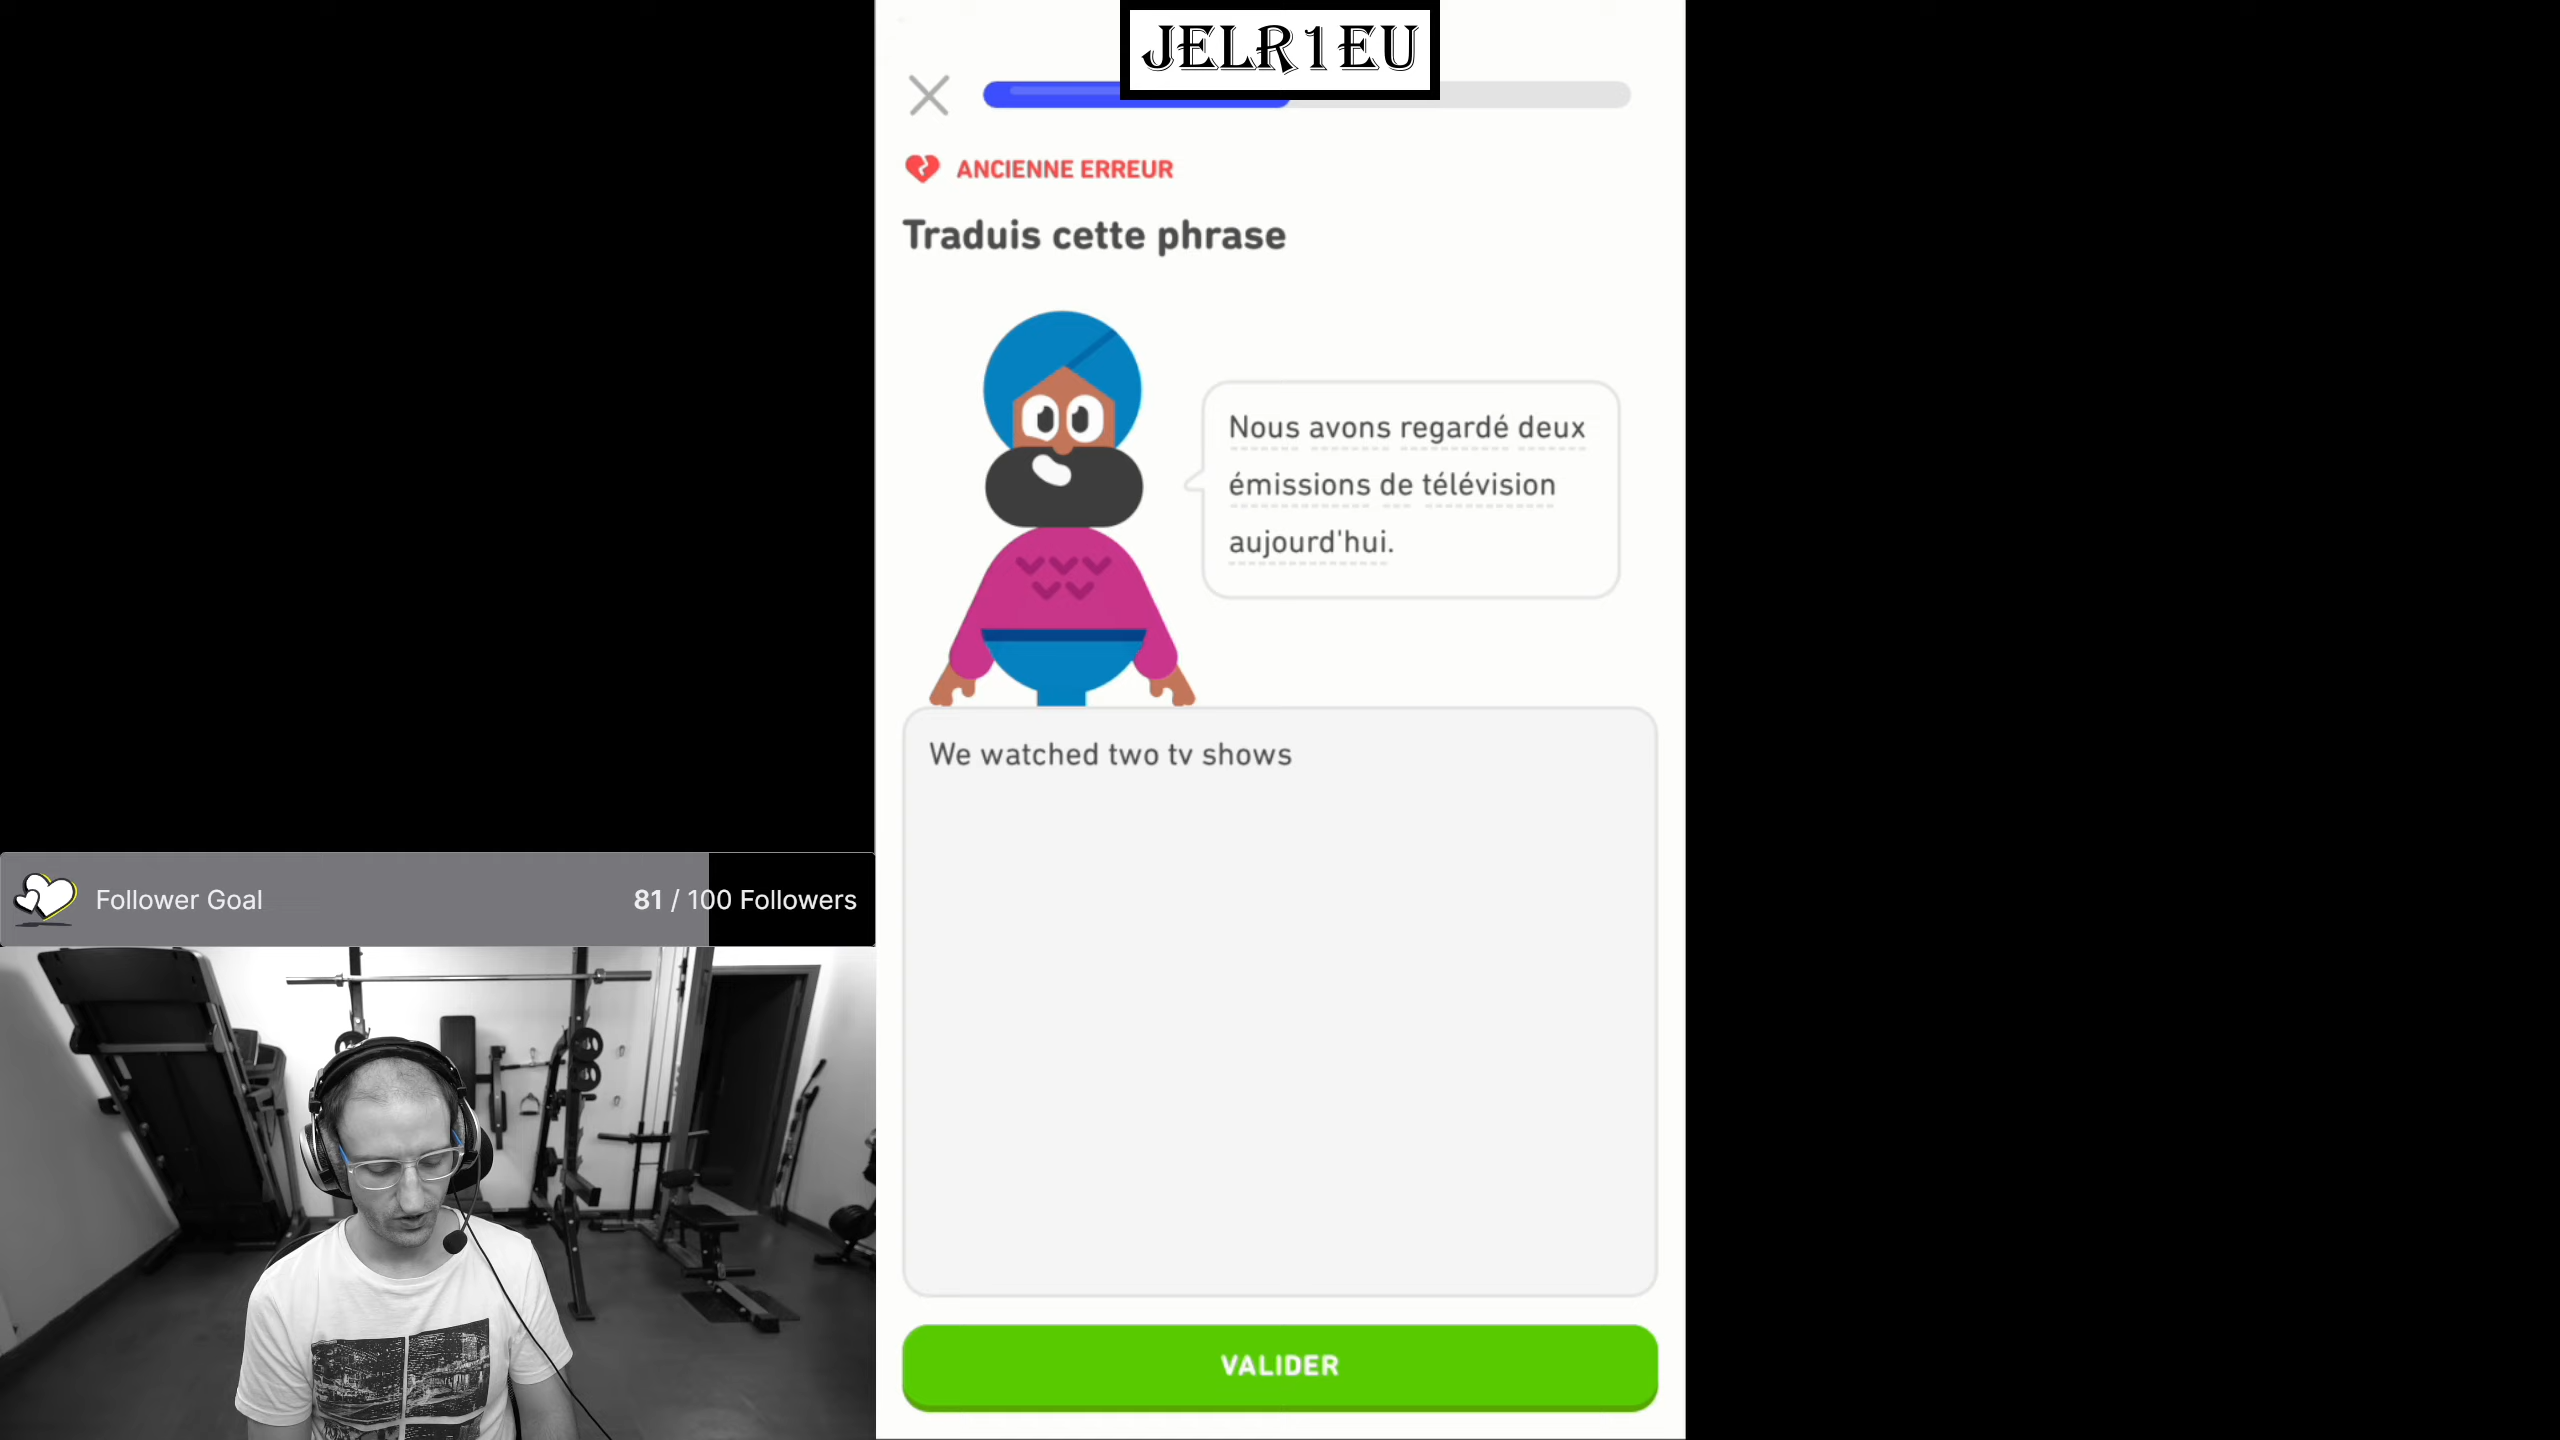 JELR1EU
ANCIENNE ERREUR
Traduis cette phrase
Nous avons regardé deux
émissions de télévision
aujourd'hui.
We watched two tv shows
Follower Goal
81 / 100 Followers
VALIDER